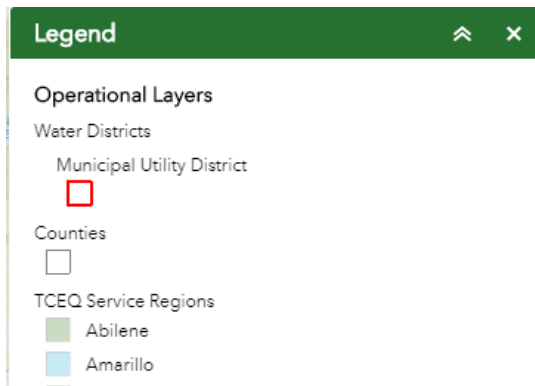 Legend
Operational Layers
Water Districts
Municipal Utility District
Counties
TCEQ Service Regions
Abilene
Amarillo